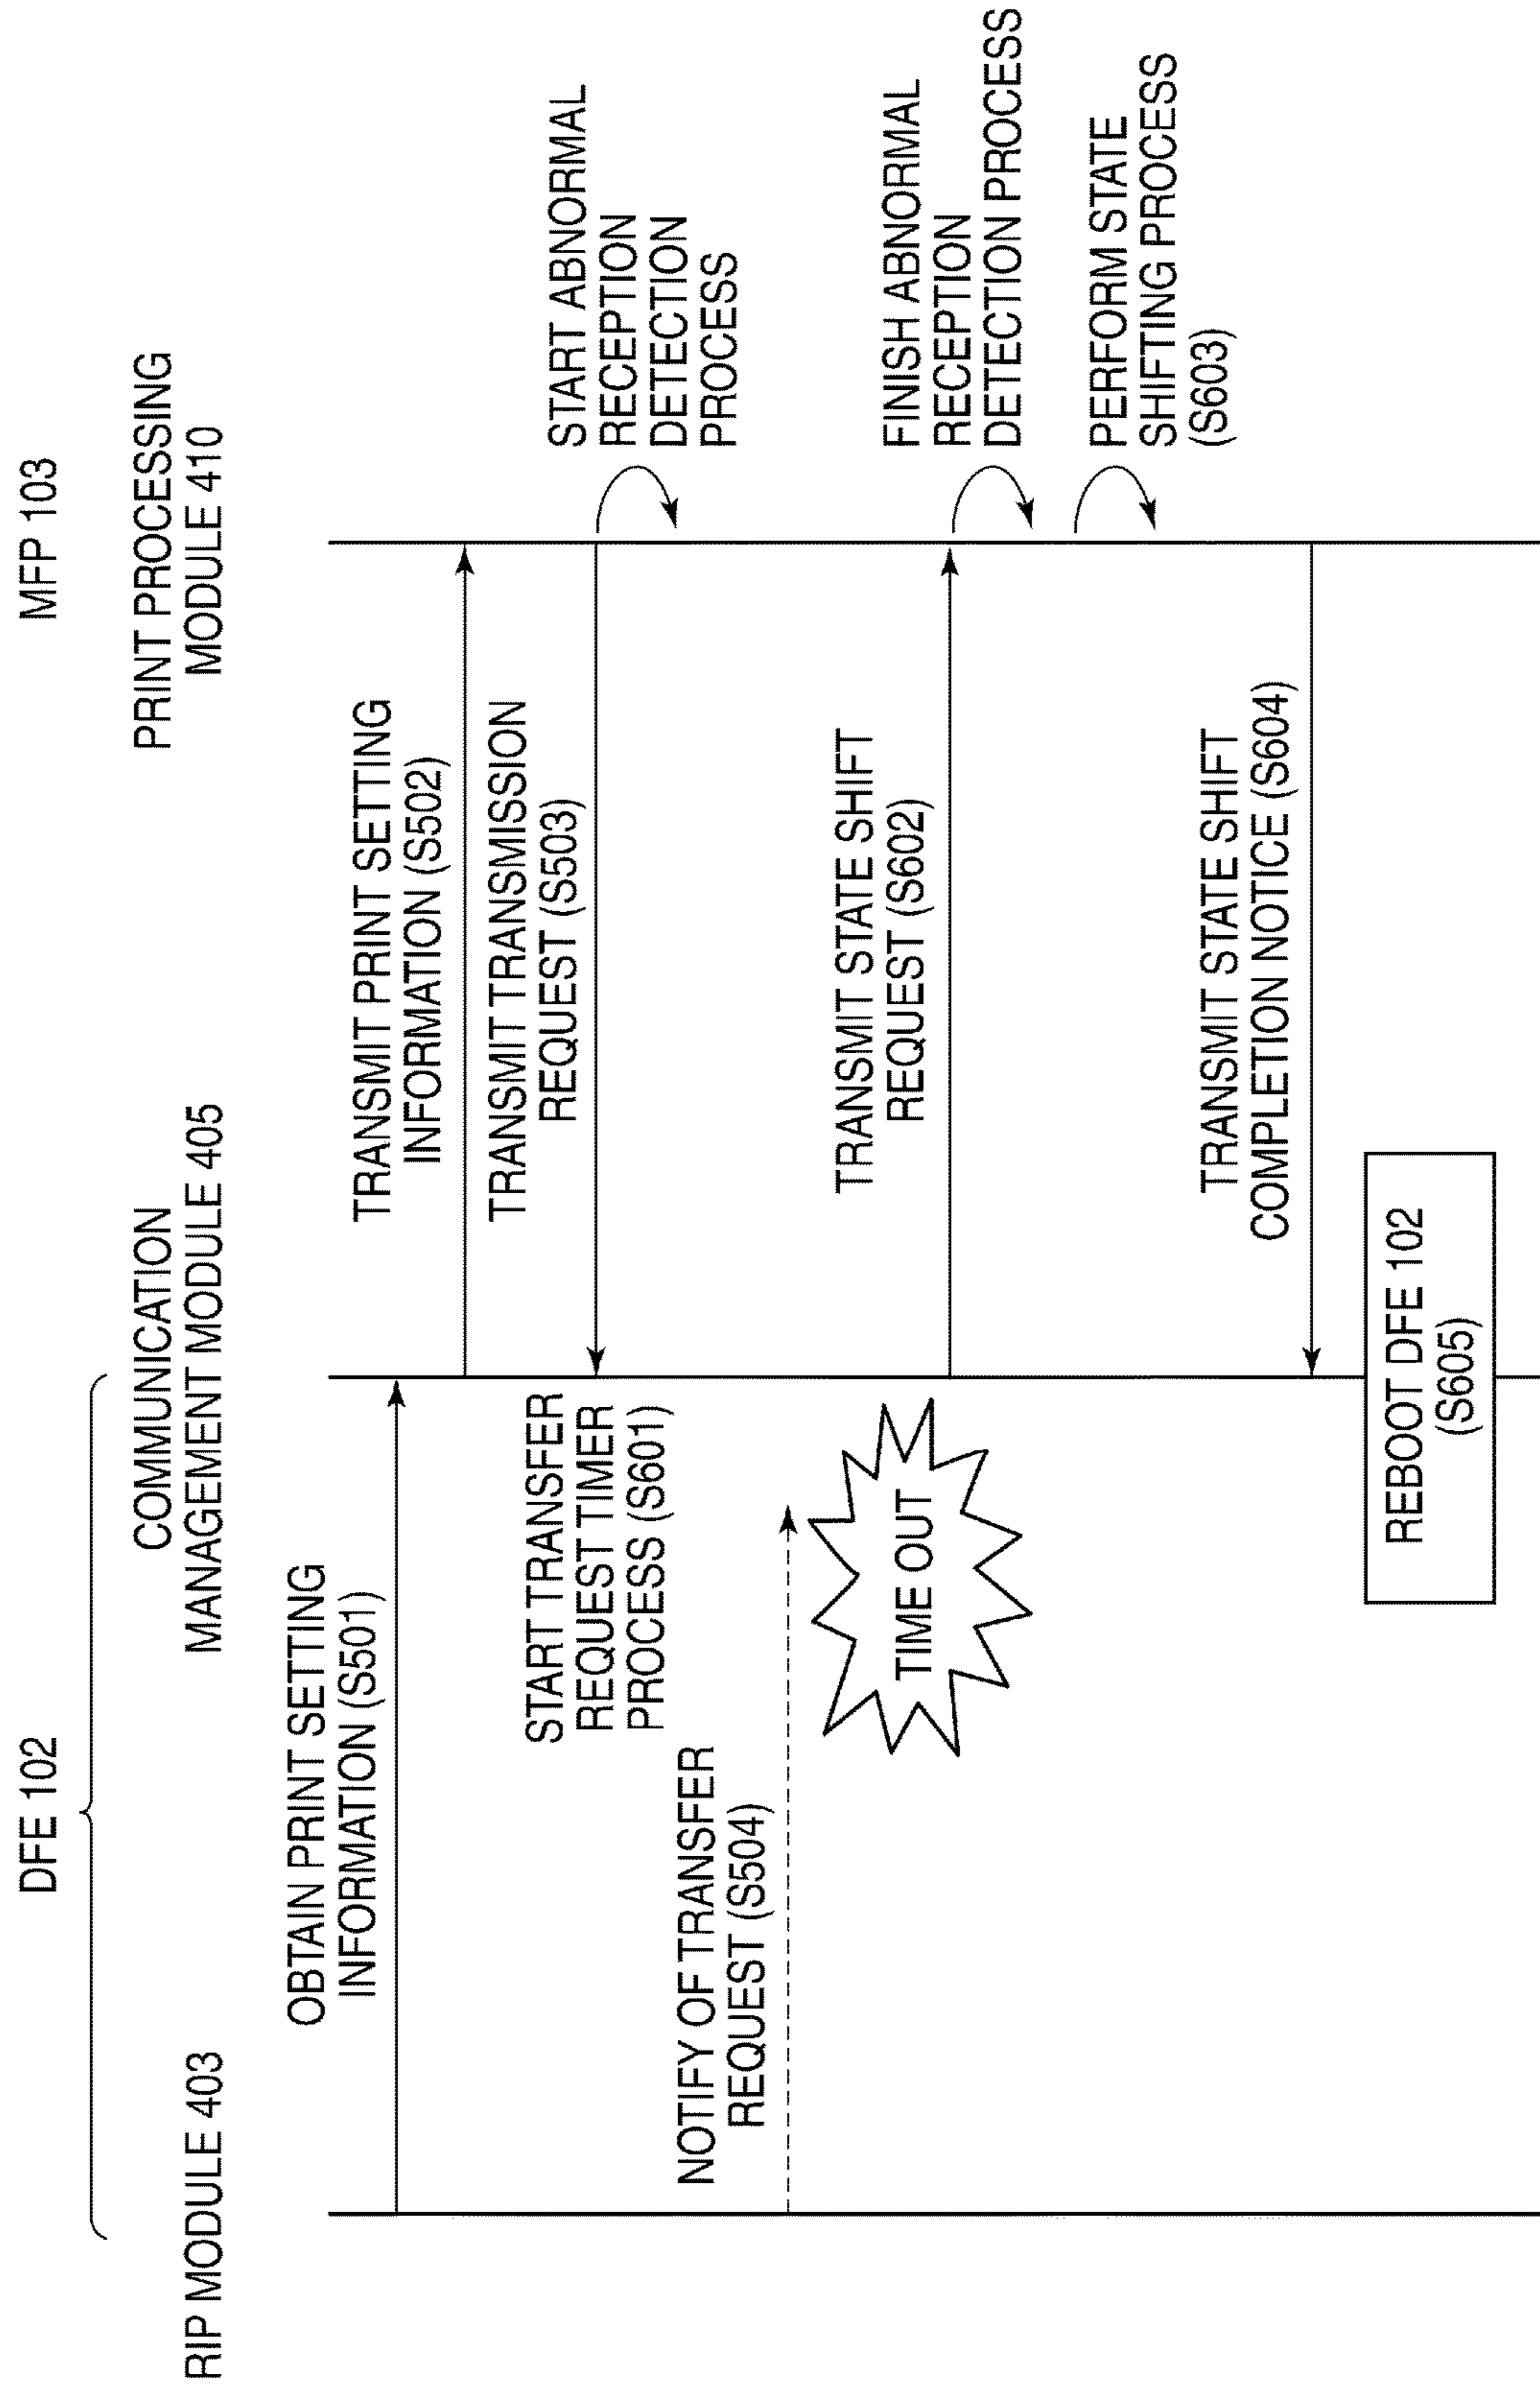 DFE 102
MFP 103
RIP MODULE 403
COMMUNICATION
MANAGEMENT MODULE 405
PRINT PROCESSING
MODULE 410
OBTAIN PRINT SETTING
INFORMATION (S501)
TRANSMIT PRINT SETTING
INFORMATION (S502)
TRANSMIT TRANSMISSION
REQUEST (S503)
START TRANSFER
REQUEST TIMER
PROCESS (S601)
START ABNORMAL
RECEPTION
DETECTION
PROCESS
NOTIFY OF TRANSFER
REQUEST (S504)
TIME OUT
TRANSMIT STATE SHIFT
REQUEST (S602)
FINISH ABNORMAL
RECEPTION
DETECTION PROCESS
PERFORM STATE
SHIFTING PROCESS
(S603)
TRANSMIT STATE SHIFT
COMPLETION NOTICE (S604)
REBOOT DFE 102
(S605)